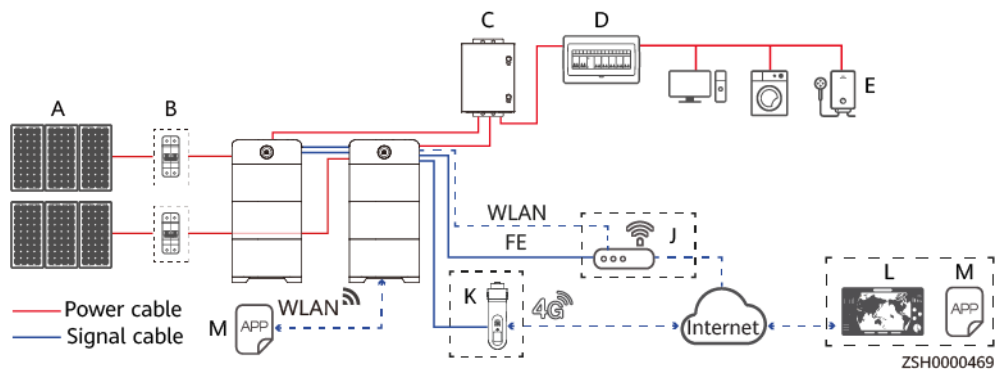 C
D
A
B
E
WLAN
J
FE
K
L
M
Power cable
WLAN
4G
M
APP
Internet
APP
Signal cable
ZSH0000469